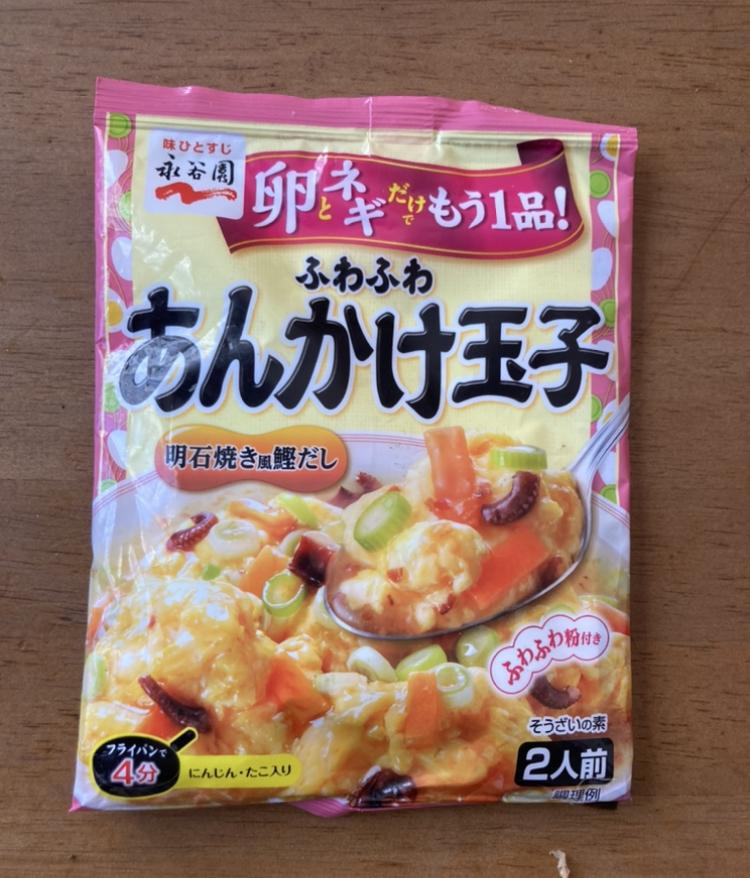 味ひとすじ
永谷園
卵とネギだけでもう1品!
ふわふわ
あんかけ玉子
明石焼き風鰹だし
ふわふわ粉付き
そうざいの素
2人前
調理例
フライパンで
4分
にんじん・たこ入り